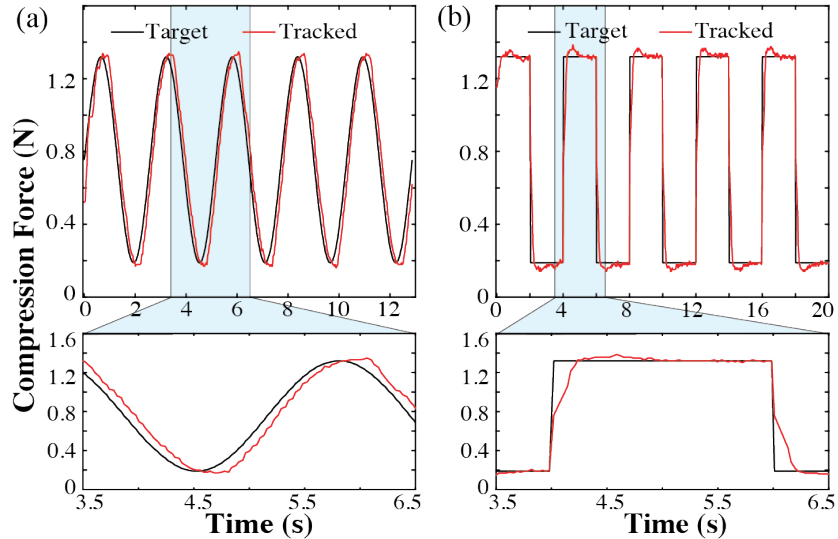 (a)
Target Tracked
1.2
0.8
0.4
0
0 2 4 6 8 10 12
(b)
Target Tracked
1.2
0.8
0.4
0
0 4 8 12 16 20
Compression Force (N)
1.6
1.2
0.8
0.4
0
3.5 4.5 5.5 6.5
Time (s)
1.6
1.2
0.8
0.4
0
3.5 4.5 5.5 6.5
Time (s)